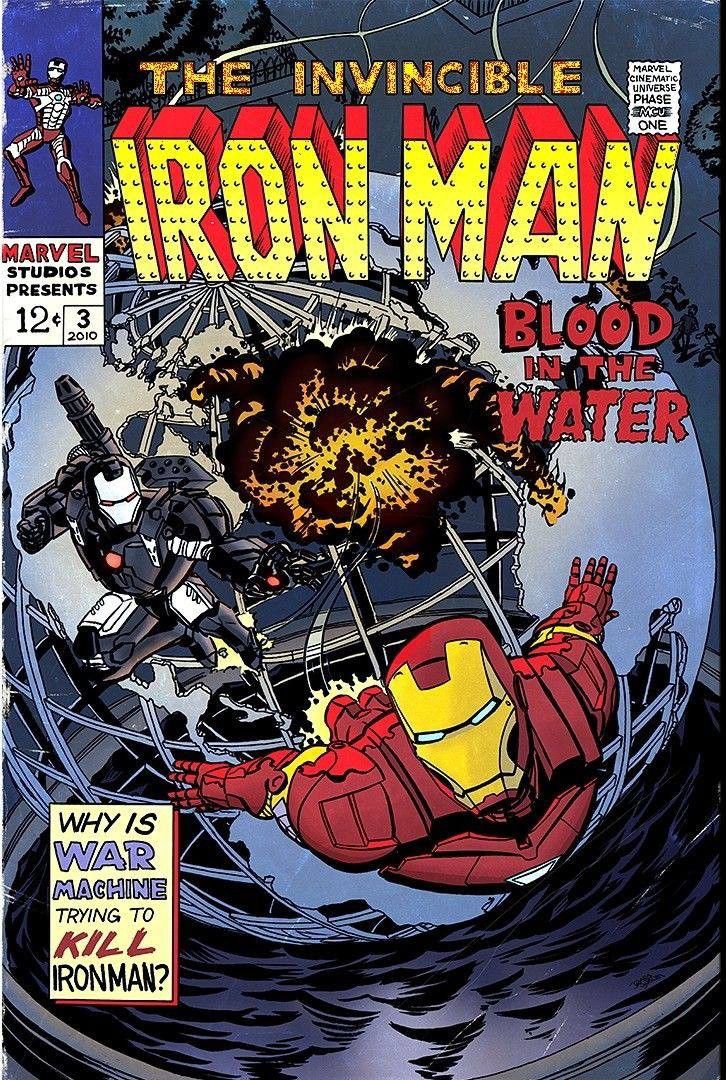 THE INVINCIBLE
IRON MAN
MARVEL
CINEMATIC
UNIVERSE
PHASE
MCU
ONE
MARVEL
STUDIOS
PRESENTS
12¢ 3
2010
BLOOD
IN THE
WATER
WHY IS
WAR
MACHINE
TRYING TO
KILL
IRONMAN?